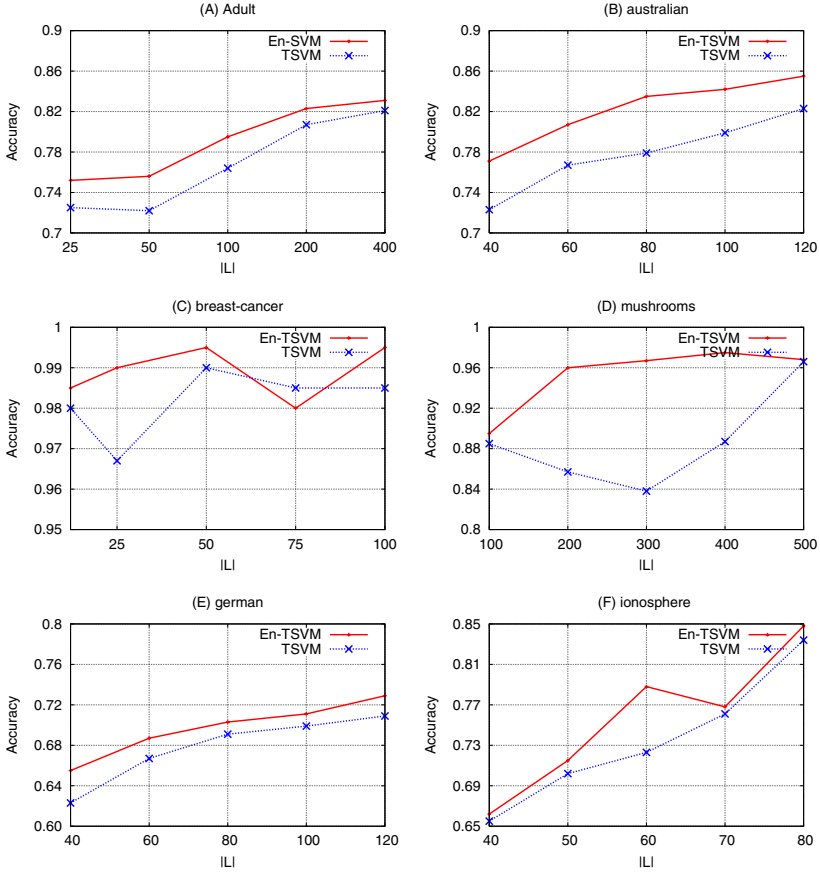 (A) Adult
En-SVM
TSVM
0.9
0.86
0.82
0.78
0.74
0.7
Accuracy
25 50 100 200 400
|L|
(B) australian
En-TSVM
TSVM
0.9
0.86
0.82
0.78
0.74
0.7
Accuracy
40 60 80 100 120
|L|
(C) breast-cancer
En-TSVM
TSVM
1
0.99
0.98
0.97
0.96
0.95
Accuracy
25 50 75 100
|L|
(D) mushrooms
En-TSVM
TSVM
1
0.96
0.92
0.88
0.84
0.8
Accuracy
100 200 300 400 500
|L|
(E) german
En-TSVM
TSVM
0.8
0.76
0.72
0.68
0.64
0.60
Accuracy
40 60 80 100 120
|L|
(F) ionosphere
En-TSVM
TSVM
0.85
0.81
0.77
0.73
0.69
0.65
Accuracy
40 50 60 70 80
|L|